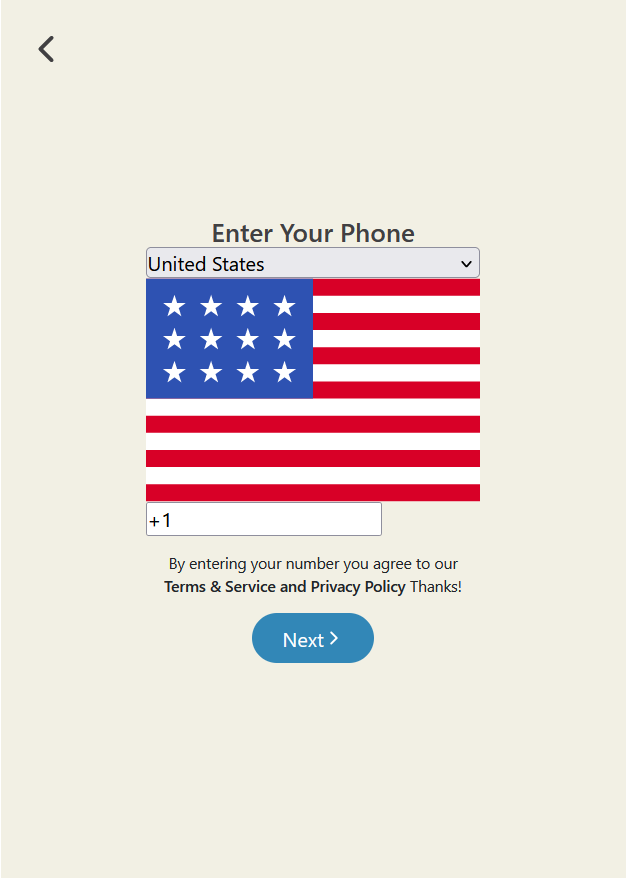 Enter Your Phone
United States
+1
By entering your number you agree to our
Terms & Service and Privacy Policy Thanks!
Next